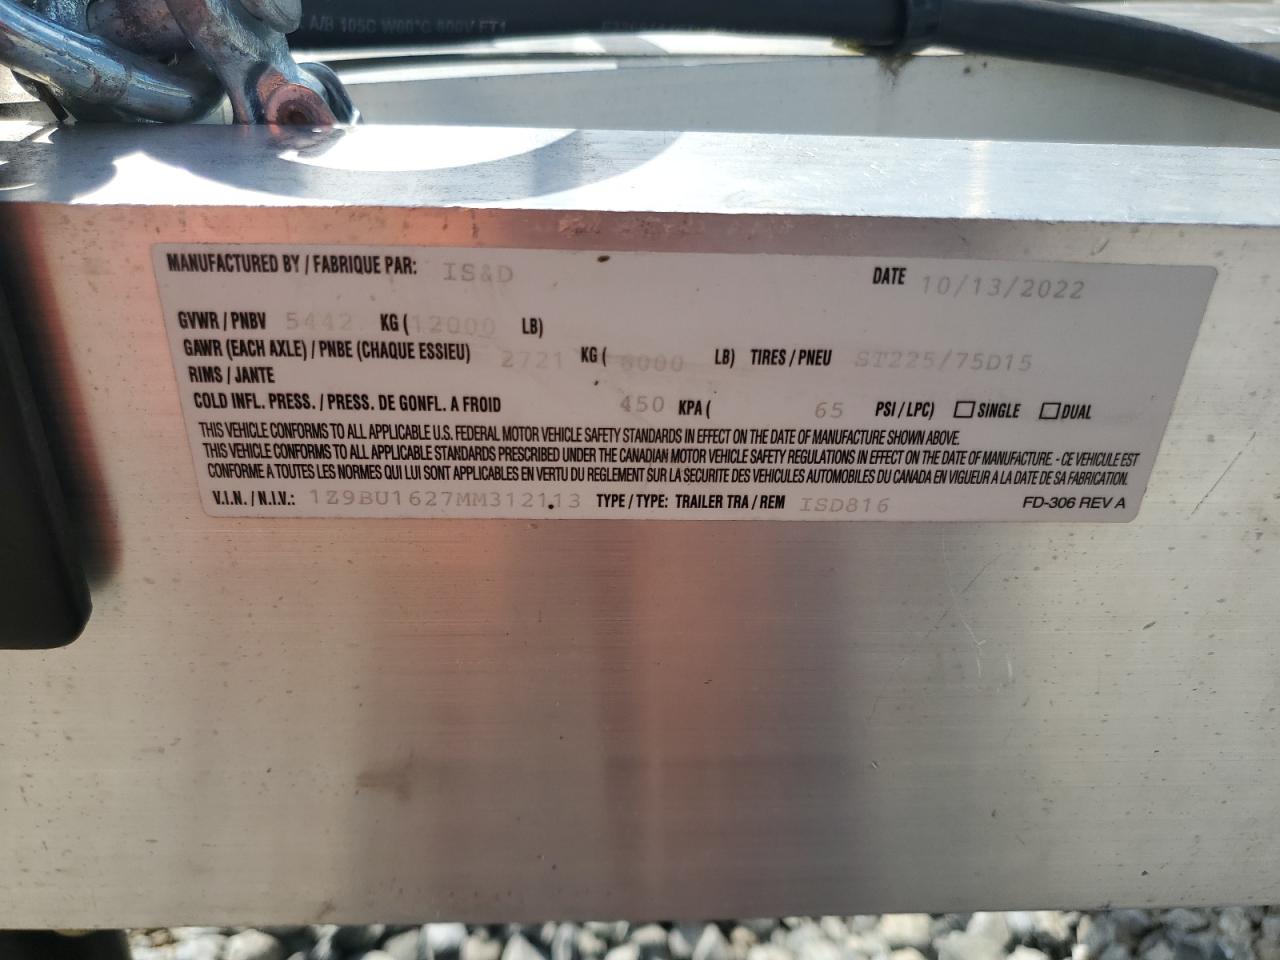 A/B 105C W00°C 600V FT1
MANUFACTURED BY / FABRIQUE PAR: IS&D DATE 10/13/2022
GVWR / PNBV 5442 KG ( 12000 LB)
GAWR (EACH AXLE) / PNBE (CHAQUE ESSIEU) 2721 KG ( 6000 LB) TIRES / PNEU ST225/75D15
RIMS / JANTE
COLD INFL. PRESS. / PRESS. DE GONFL. A FROID 450 KPA ( 65 PSI / LPC) SINGLE DUAL
THIS VEHICLE CONFORMS TO ALL APPLICABLE U.S. FEDERAL MOTOR VEHICLE SAFETY STANDARDS IN EFFECT ON THE DATE OF MANUFACTURE SHOWN ABOVE.
THIS VEHICLE CONFORMS TO ALL APPLICABLE STANDARDS PRESCRIBED UNDER THE CANADIAN MOTOR VEHICLE SAFETY REGULATIONS IN EFFECT ON THE DATE OF MANUFACTURE. - CE VEHICULE EST
CONFORME A TOUTES LES NORMES QUI LUI SONT APPLICABLES EN VERTU DU REGLEMENT SUR LA SECURITE DES VEHICULES AUTOMOBILES DU CANADA EN VIGUEUR A LA DATE DE SA FABRICATION.
V.I.N. / N.I.V.: 1Z9BU1627MM312113 TYPE / TYPE: TRAILER TRA / REM ISD816 FD-306 REV A